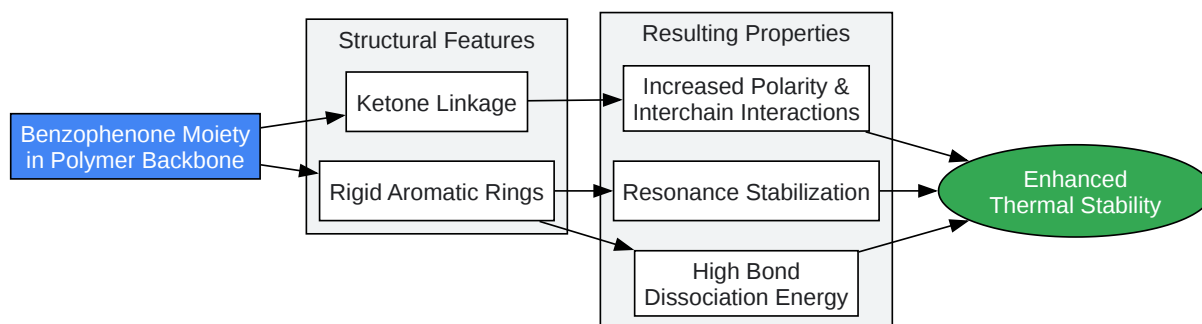 Benzophenone Moiety
in Polymer Backbone
Structural Features
Ketone Linkage
Rigid Aromatic Rings
Resulting Properties
Increased Polarity &
Interchain Interactions
Resonance Stabilization
High Bond
Dissociation Energy
Enhanced
Thermal Stability